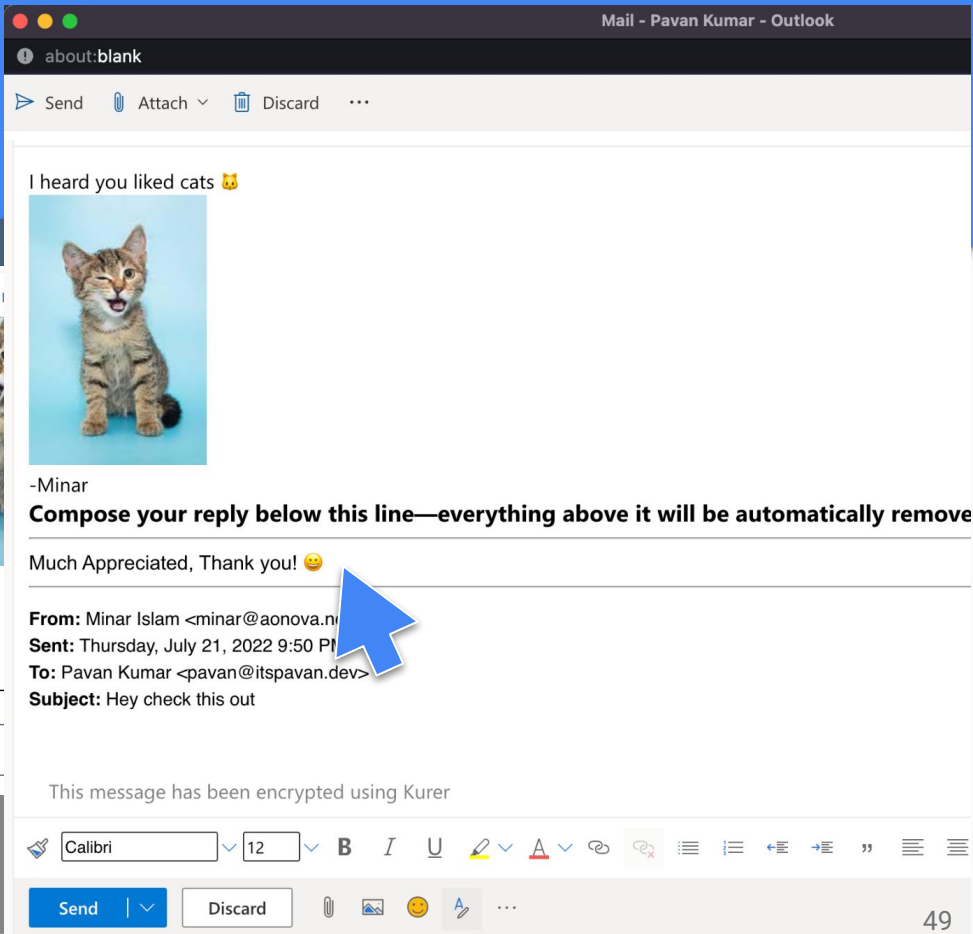 Mail - Pavan Kumar - Outlook
about:blank
Send Attach Discard ...
I heard you liked cats 🐱
-Minar
Compose your reply below this line—everything above it will be automatically remove
Much Appreciated, Thank you! 😀
From: Minar Islam <minar@aonova.n
Sent: Thursday, July 21, 2022 9:50 PM
To: Pavan Kumar <pavan@itspavan.dev>
Subject: Hey check this out
This message has been encrypted using Kurer
Calibri 12 B I U A
Send Discard ...
49